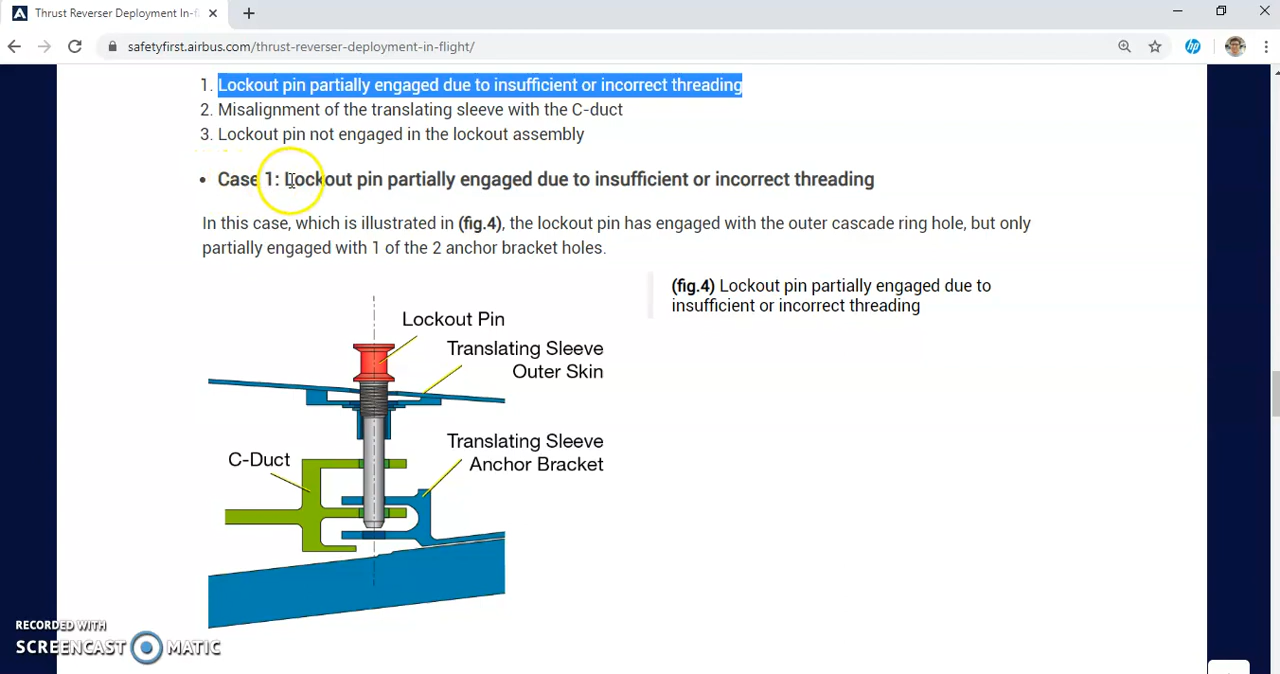 Thrust Reverser Deployment In-fl
safetyfirst.airbus.com/thrust-reverser-deployment-in-flight/
1. Lockout pin partially engaged due to insufficient or incorrect threading
2. Misalignment of the translating sleeve with the C-duct
3. Lockout pin not engaged in the lockout assembly
• Case 1: Lockout pin partially engaged due to insufficient or incorrect threading
In this case, which is illustrated in (fig.4), the lockout pin has engaged with the outer cascade ring hole, but only
partially engaged with 1 of the 2 anchor bracket holes.
(fig.4) Lockout pin partially engaged due to
insufficient or incorrect threading
Lockout Pin
Translating Sleeve
Outer Skin
Translating Sleeve
Anchor Bracket
C-Duct
RECORDED WITH
SCREENCAST MATIC